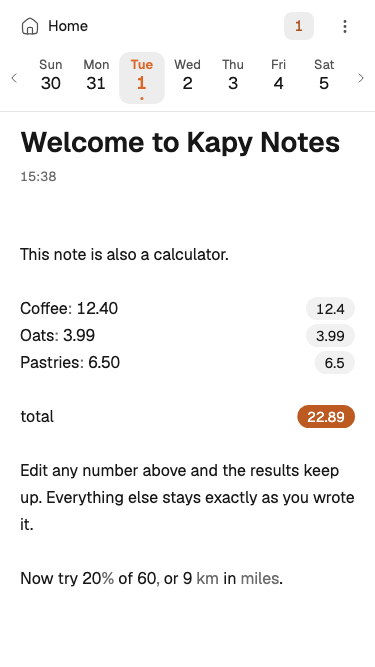 Home 1
Sun Mon Tue Wed Thu Fri Sat
30 31 1 2 3 4 5
Welcome to Kapy Notes
15:38
This note is also a calculator.
Coffee: 12.40 12.4
Oats: 3.99 3.99
Pastries: 6.50 6.5
total 22.89
Edit any number above and the results keep
up. Everything else stays exactly as you wrote
it.
Now try 20% of 60, or 9 km in miles.